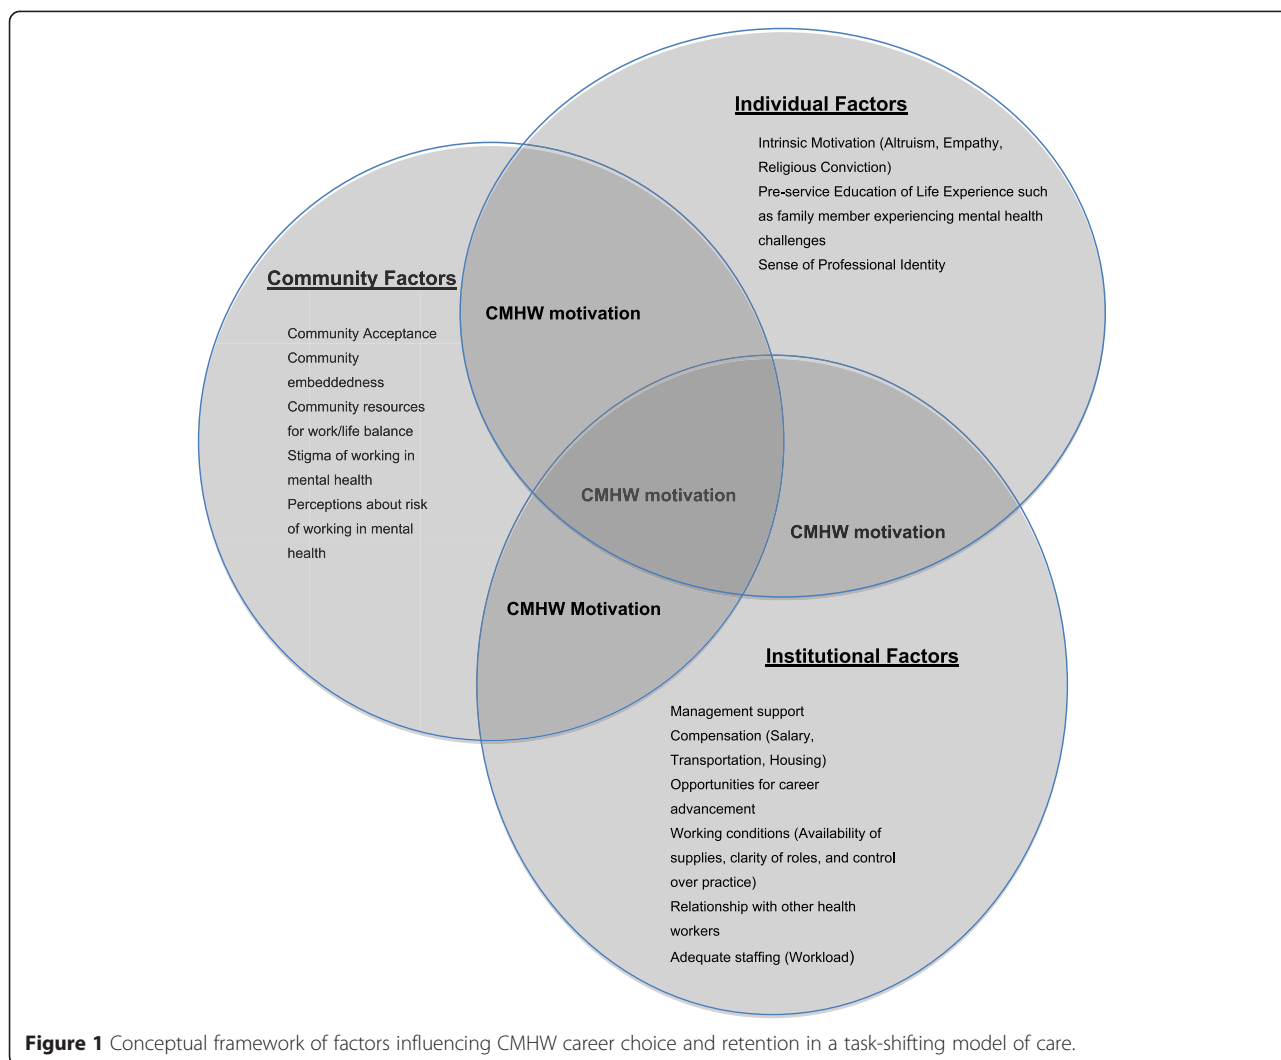 Individual Factors
Intrinsic Motivation (Altruism, Empathy,
Religious Conviction)
Pre-service Education of Life Experience such
as family member experiencing mental health
challenges
Sense of Professional Identity
Community Factors
Community Acceptance
Community
embeddedness
Community resources
for work/life balance
Stigma of working in
mental health
Perceptions about risk
of working in mental
health
CMHW motivation
CMHW motivation
CMHW motivation
CMHW Motivation
Institutional Factors
Management support
Compensation (Salary,
Transportation, Housing)
Opportunities for career
advancement
Working conditions (Availability of
supplies, clarity of roles, and control
over practice)
Relationship with other health
workers
Adequate staffing (Workload)
Figure 1 Conceptual framework of factors influencing CMHW career choice and retention in a task-shifting model of care.